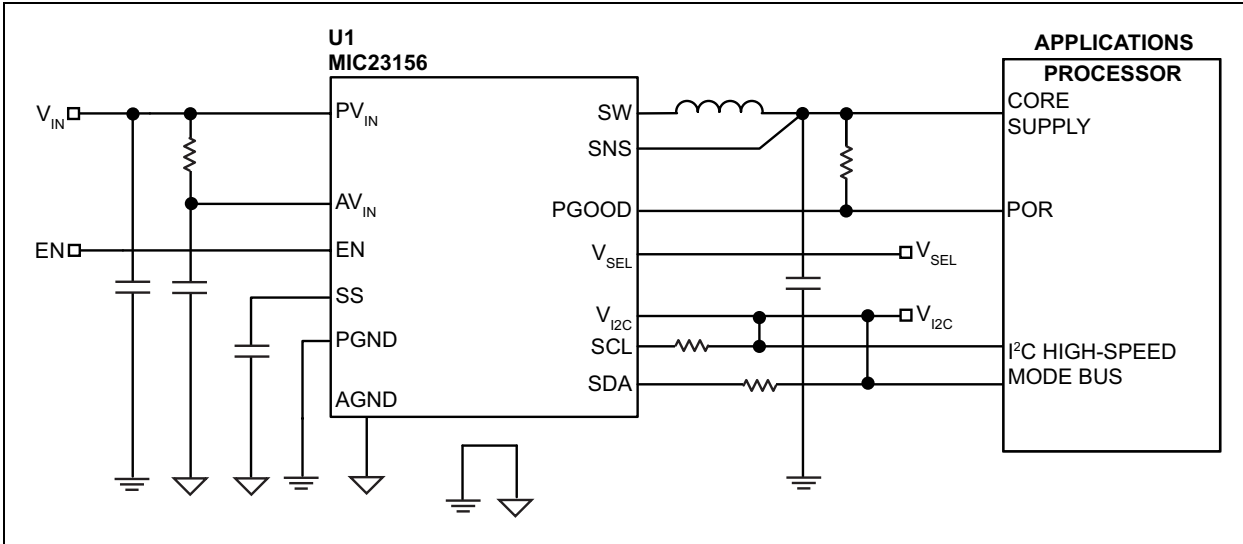 U1
MIC23156
V_IN
EN
PV_IN
AV_IN
EN
SS
PGND
AGND
SW
SNS
PGOOD
V_SEL
V_I2C
SCL
SDA
V_SEL
V_I2C
APPLICATIONS
PROCESSOR
CORE
SUPPLY
POR
I²C HIGH-SPEED
MODE BUS